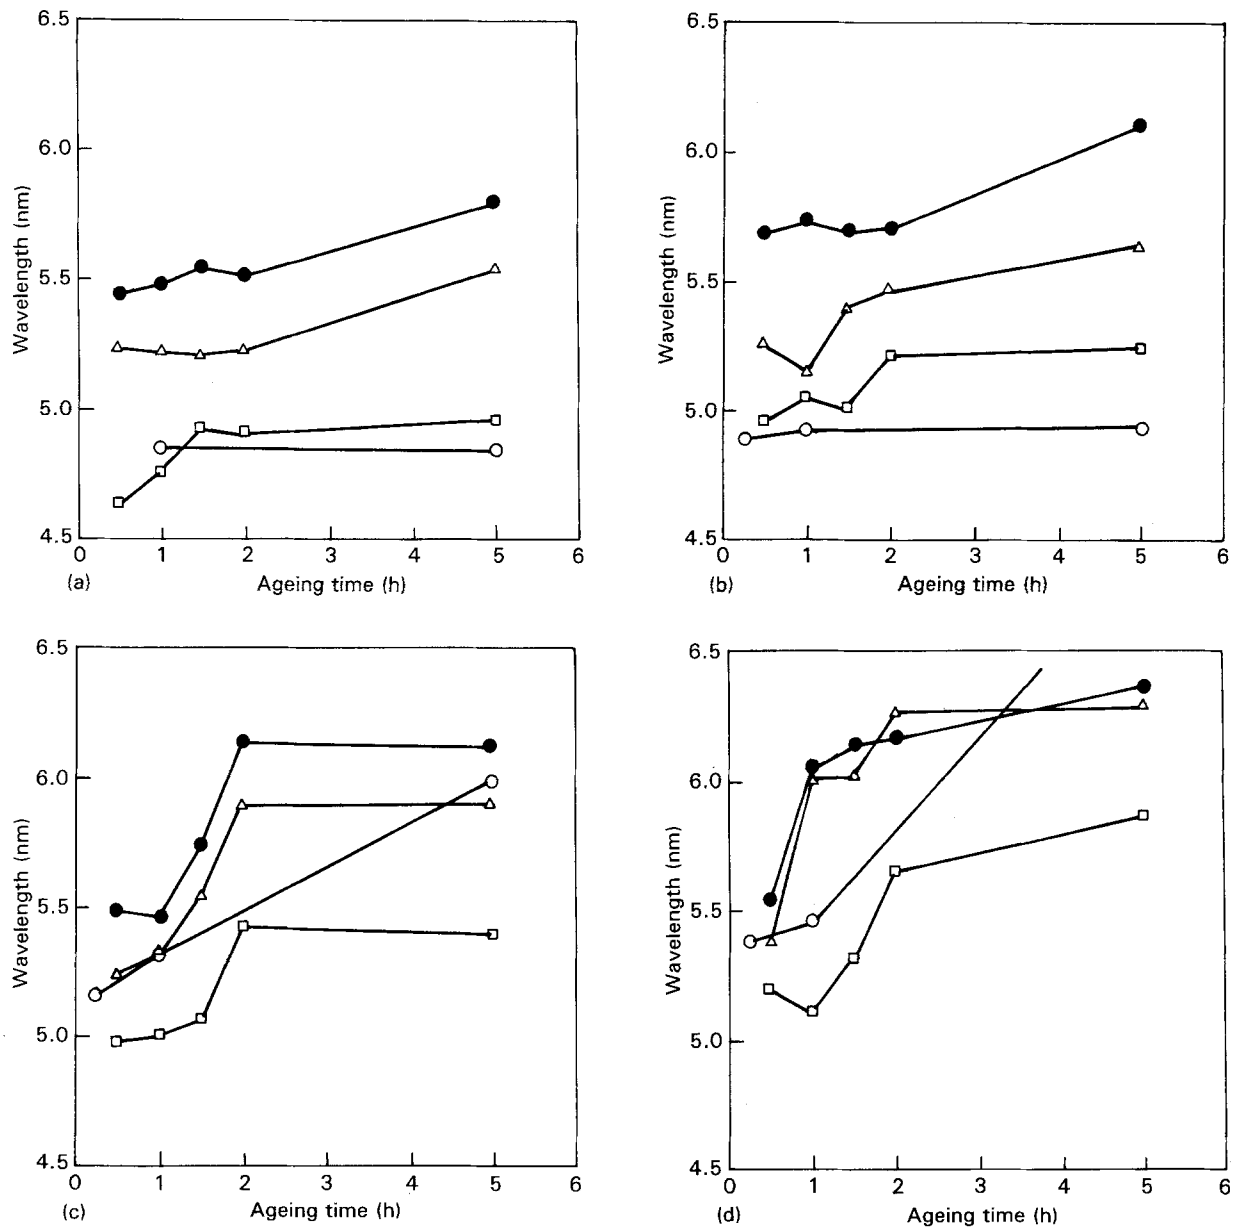 6.5
6.0
5.5
5.0
4.5
Wavelength (nm)
0 1 2 3 4 5 6
(a) Ageing time (h)
6.5
6.0
5.5
5.0
4.5
Wavelength (nm)
0 1 2 3 4 5 6
(b) Ageing time (h)
6.5
6.0
5.5
5.0
4.5
Wavelength (nm)
0 1 2 3 4 5 6
(c) Ageing time (h)
6.5
6.0
5.5
5.0
4.5
Wavelength (nm)
0 1 2 3 4 5 6
(d) Ageing time (h)